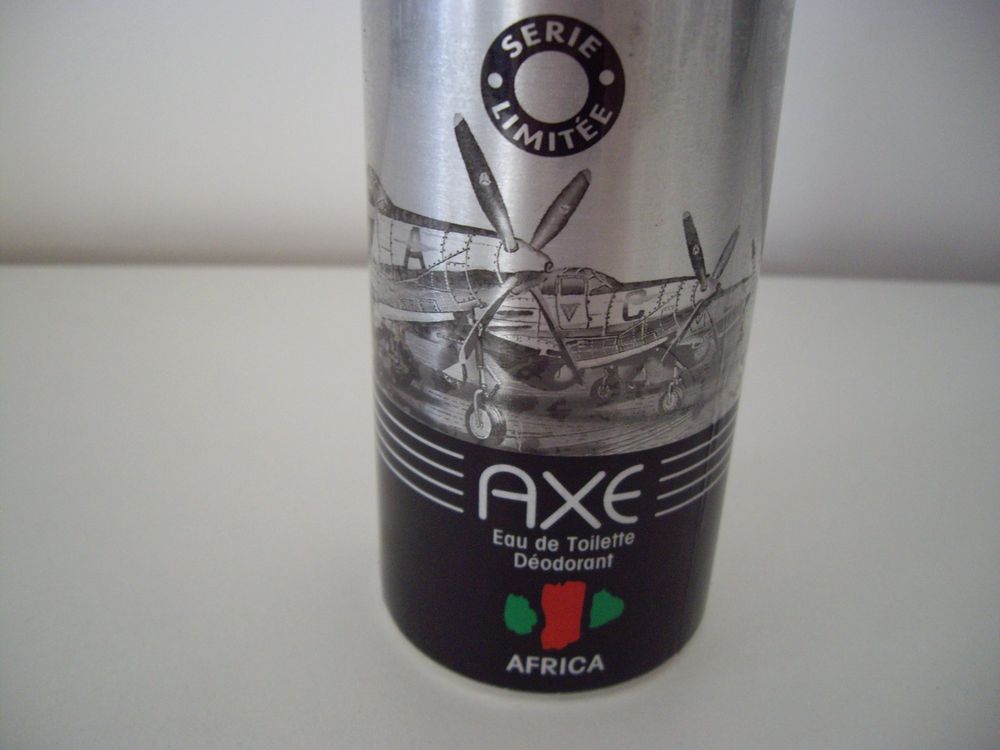 SERIE
LIMITÉE
A
C
AXE
Eau de Toilette
Déodorant
AFRICA